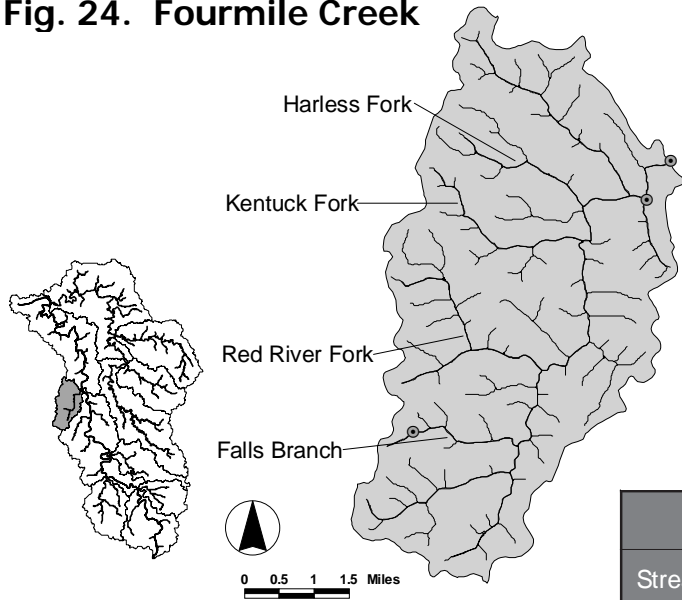 Fig. 24. Fourmile Creek
Harless Fork
Kentuck Fork
Red River Fork
Falls Branch
0 0.5 1 1.5 Miles
Stre